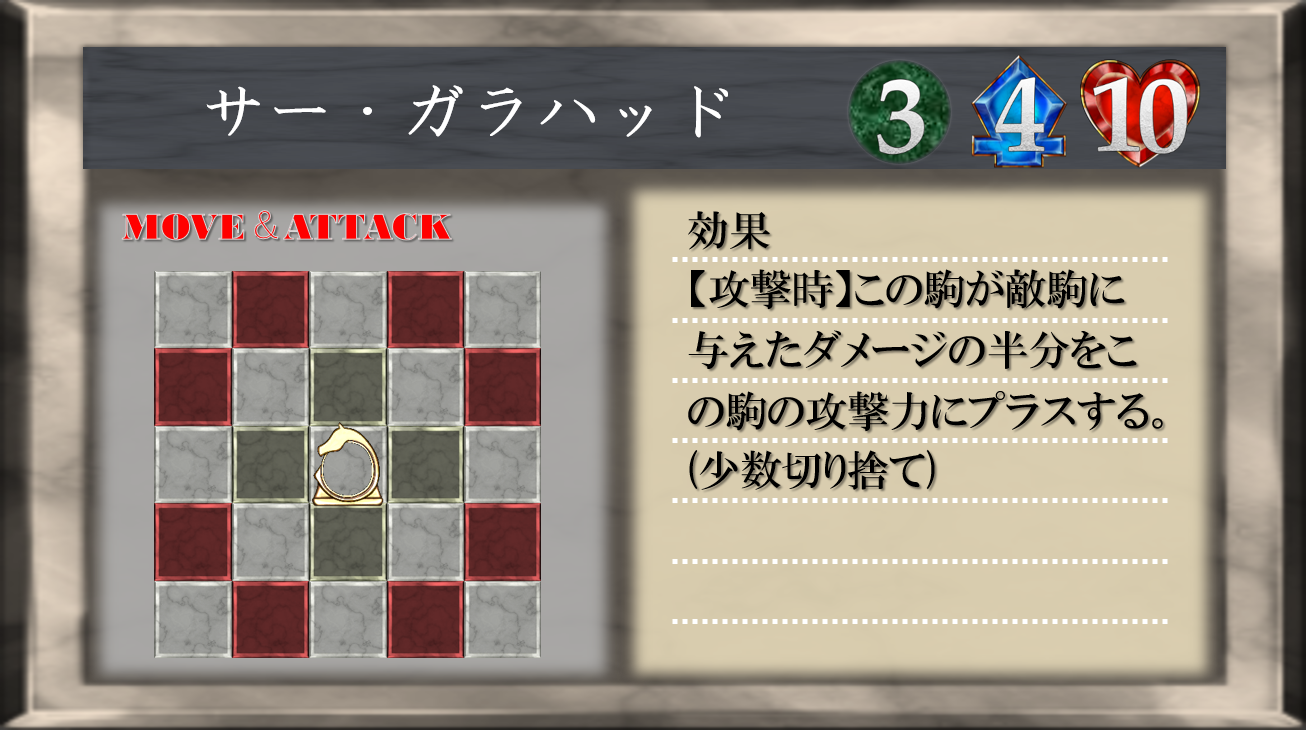 サー・ガラハッド
3 4 10
MOVE & ATTACK
効果
【攻撃時】この駒が敵駒に
与えたダメージの半分をこ
の駒の攻撃力にプラスする。
(少数切り捨て)